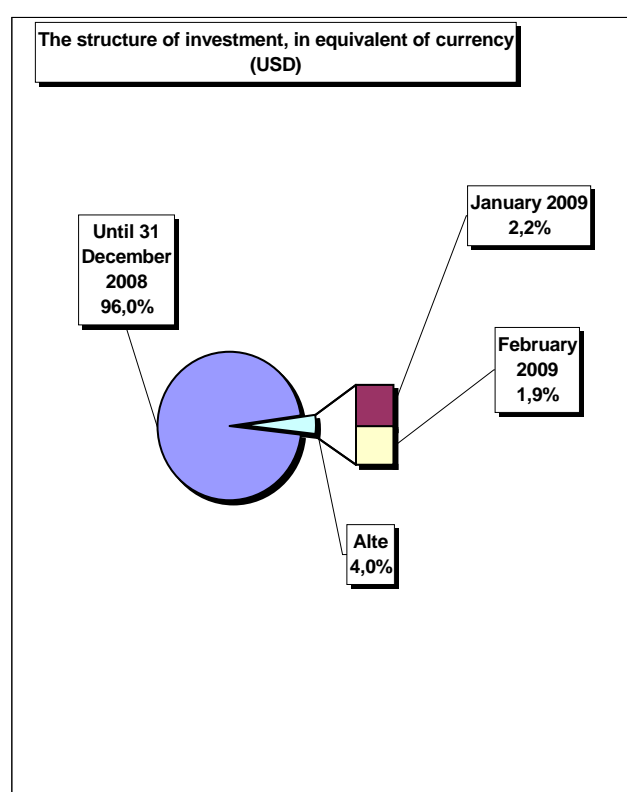 The structure of investment, in equivalent of currency
(USD)
January 2009
2,2%
Until 31
December
2008
96,0%
February
2009
1,9%
Alte
4,0%